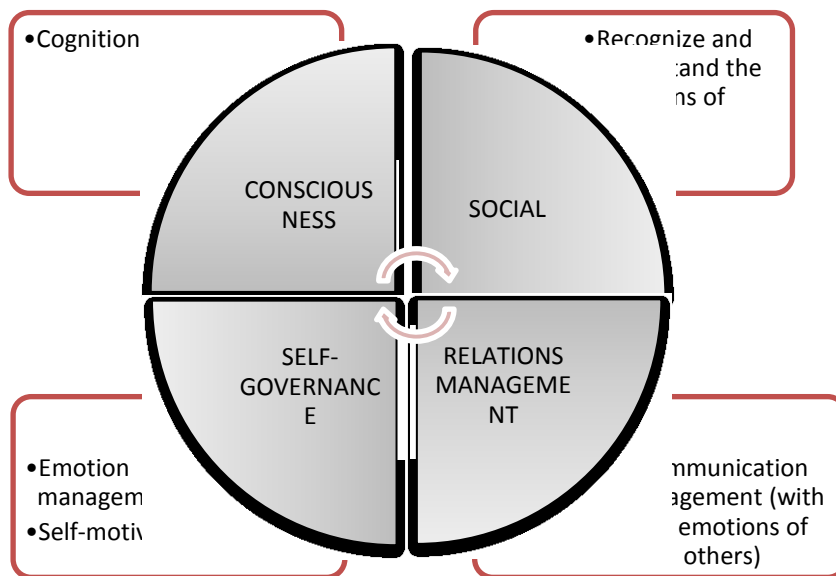 •Cognition
•Recognize and
tand the
ns of
CONSCIOUS
NESS
SOCIAL
SELF-
GOVERNANC
E
RELATIONS
MANAGEME
NT
•Emotion
managem
•Self-motiv
mmunication
agement (with
emotions of
others)